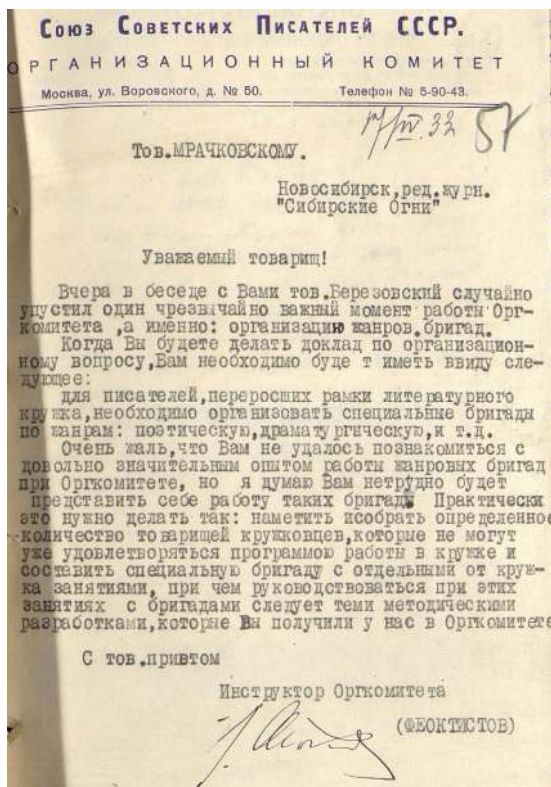 Союз Советских Писателей СССР.
ОРГАНИЗАЦИОННЫЙ КОМИТЕТ
Москва, ул. Воровского, д. № 50. Телефон № 5-90-43.
57
Тов.МРАЧКОВСКОМУ.
Новосибирск,ред.журн.
"Сибирские Огни"
Уважаемый товарищ!
Вчера в беседе с Вами тов.Березовский случайно
упустил один чрезвычайно важный момент работы Орг-
комитета ,а именно: организацию жанров.бригад.
Когда Вы будете делать доклад по организацион-
ному вопросу,Вам необходимо буде т иметь ввиду сле-
дующее:
для писателей,переросших рамки литературного
кружка,необходимо организовать специальные бригады
по жанрам: поэтическую,драматургическую,и т.д.
Очень жаль,что Вам не удалось познакомиться с
довольно значительным опытом работы жанровых бригад
при Оргкомитете, но я думаю Вам нетрудно будет
представить себе работу таких бригад. Практически
это нужно делать так: наметить исобрать определенное
количество товарищей кружковцев,которые не могут
уже удовлетворяться программою работы в кружке и
составить специальную бригаду с отдельными от круж-
ка занятиями, при чем руководствоваться при этих
занятиях с бригадами следует теми методическими
разработками,которые Вы получили у нас в Оргкомитете
С тов.привтом
Инструктор Оргкомитета
(ФЕОКТИСТОВ)